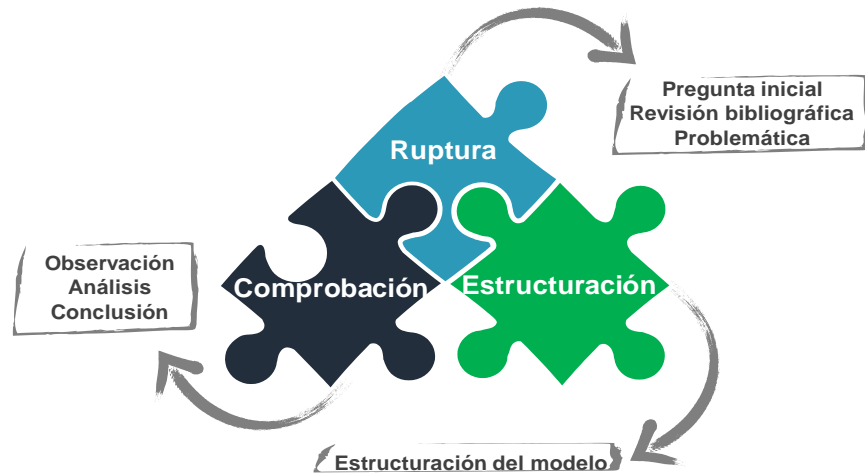 Ruptura
Pregunta inicial
Revisión bibliográfica
Problemática
Comprobación
Estructuración
Observación
Análisis
Conclusión
Estructuración del modelo